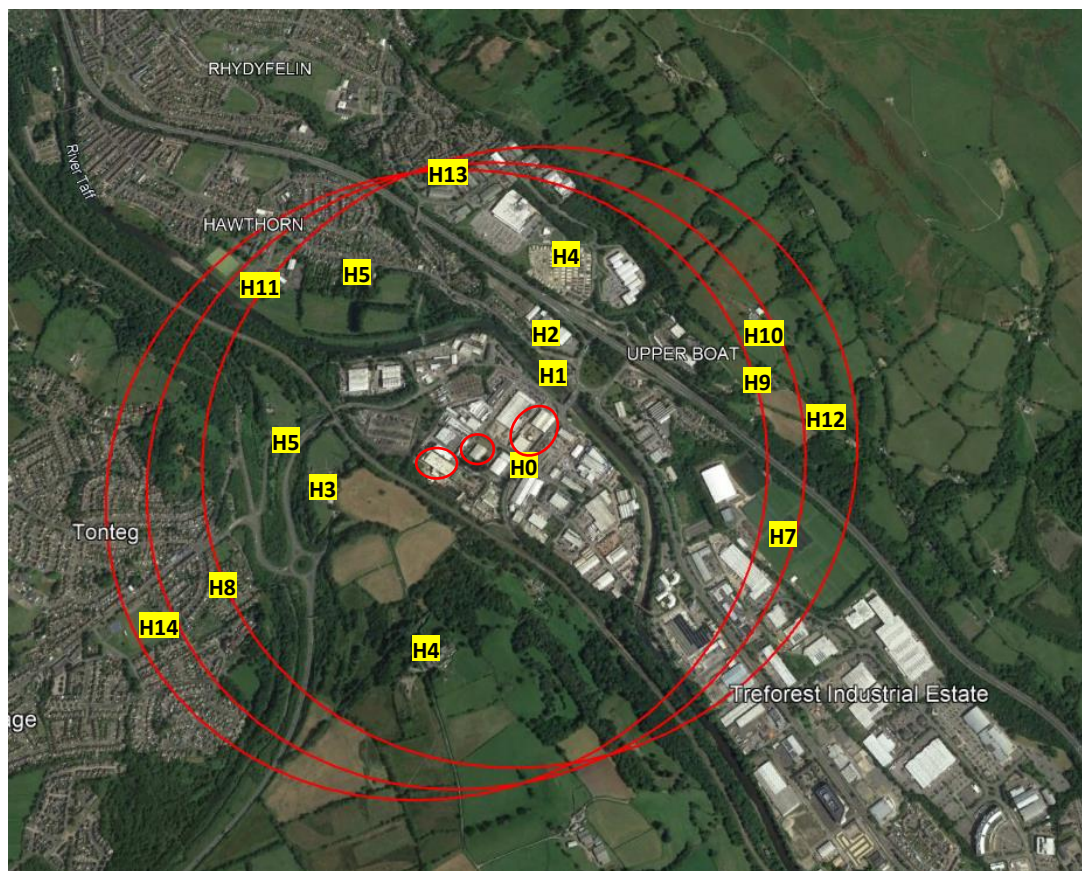 RHYDYFELIN
River Taff
H13
HAWTHORN
H4
H5
H11
H2
H10
UPPER BOAT
H1
H9
H12
H5
H0
H3
Tonteg
H7
H8
H14
H4
Treforest Industrial Estate
age